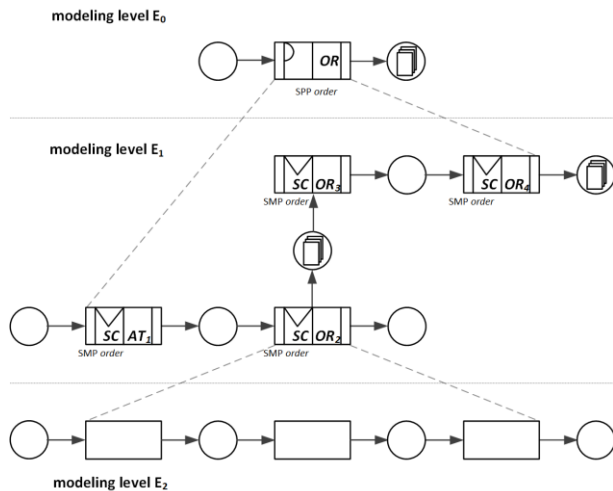 modeling level E₀
OR
SPP order
modeling level E₁
SC OR₃
SC OR₄
SMP order
SMP order
SC AT₁
SC OR₂
SMP order
SMP order
modeling level E₂